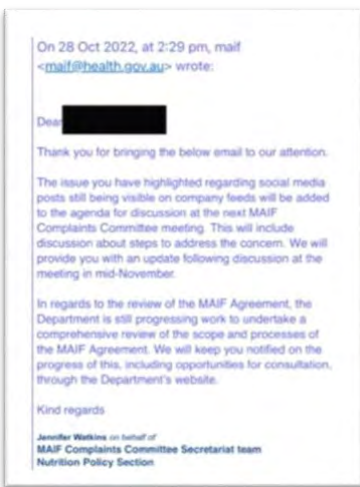 On 28 Oct 2022, at 2:29 pm, maif
<maif@health.gov.au> wrote:
Dear
Thank you for bringing the below email to our attention.
The issue you have highlighted regarding social media
posts still being visible on company feeds will be added
to the agenda for discussion at the next MAIF
Complaints Committee meeting. This will include
discussion about steps to address the concern. We will
provide you with an update following discussion at the
meeting in mid-November.
In regards to the review of the MAIF Agreement, the
Department is still progressing work to undertake a
comprehensive review of the scope and processes of
the MAIF Agreement. We will keep you notified on the
progress of this, including opportunities for consultation,
through the Department's website.
Kind regards
Jennifer Watkins on behalf of
MAIF Complaints Committee Secretariat team
Nutrition Policy Section